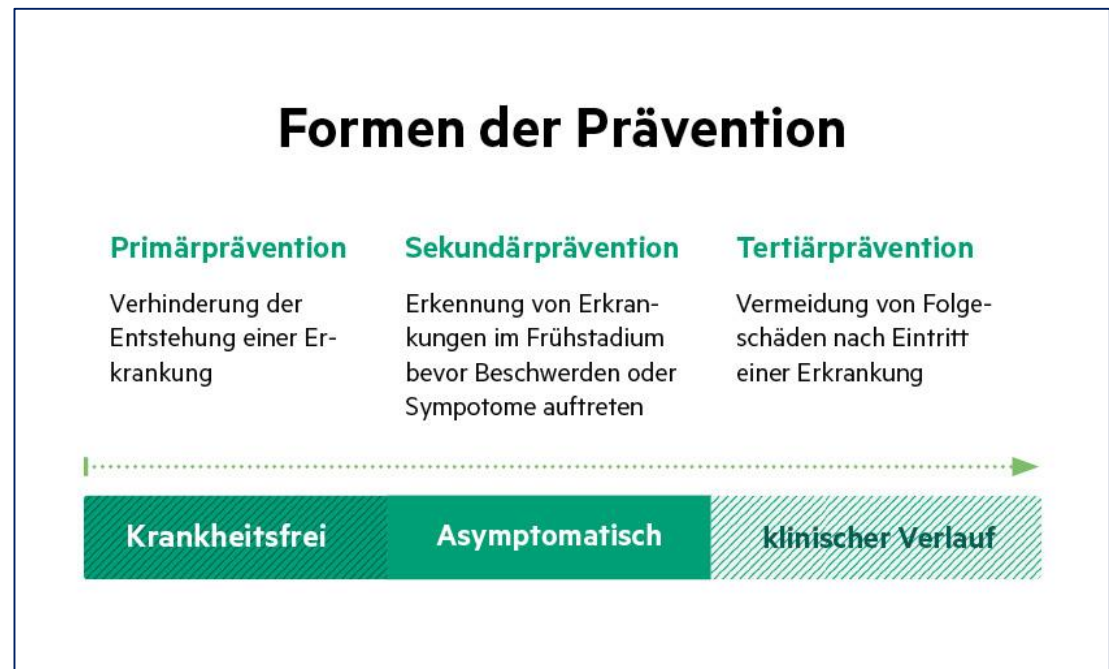 Formen der Prävention
Primärprävention
Verhinderung der
Entstehung einer Er-
krankung
Sekundärprävention
Erkennung von Erkran-
kungen im Frühstadium
bevor Beschwerden oder
Sympotome auftreten
Tertiärprävention
Vermeidung von Folge-
schäden nach Eintritt
einer Erkrankung
Krankheitsfrei
Asymptomatisch
klinischer Verlauf